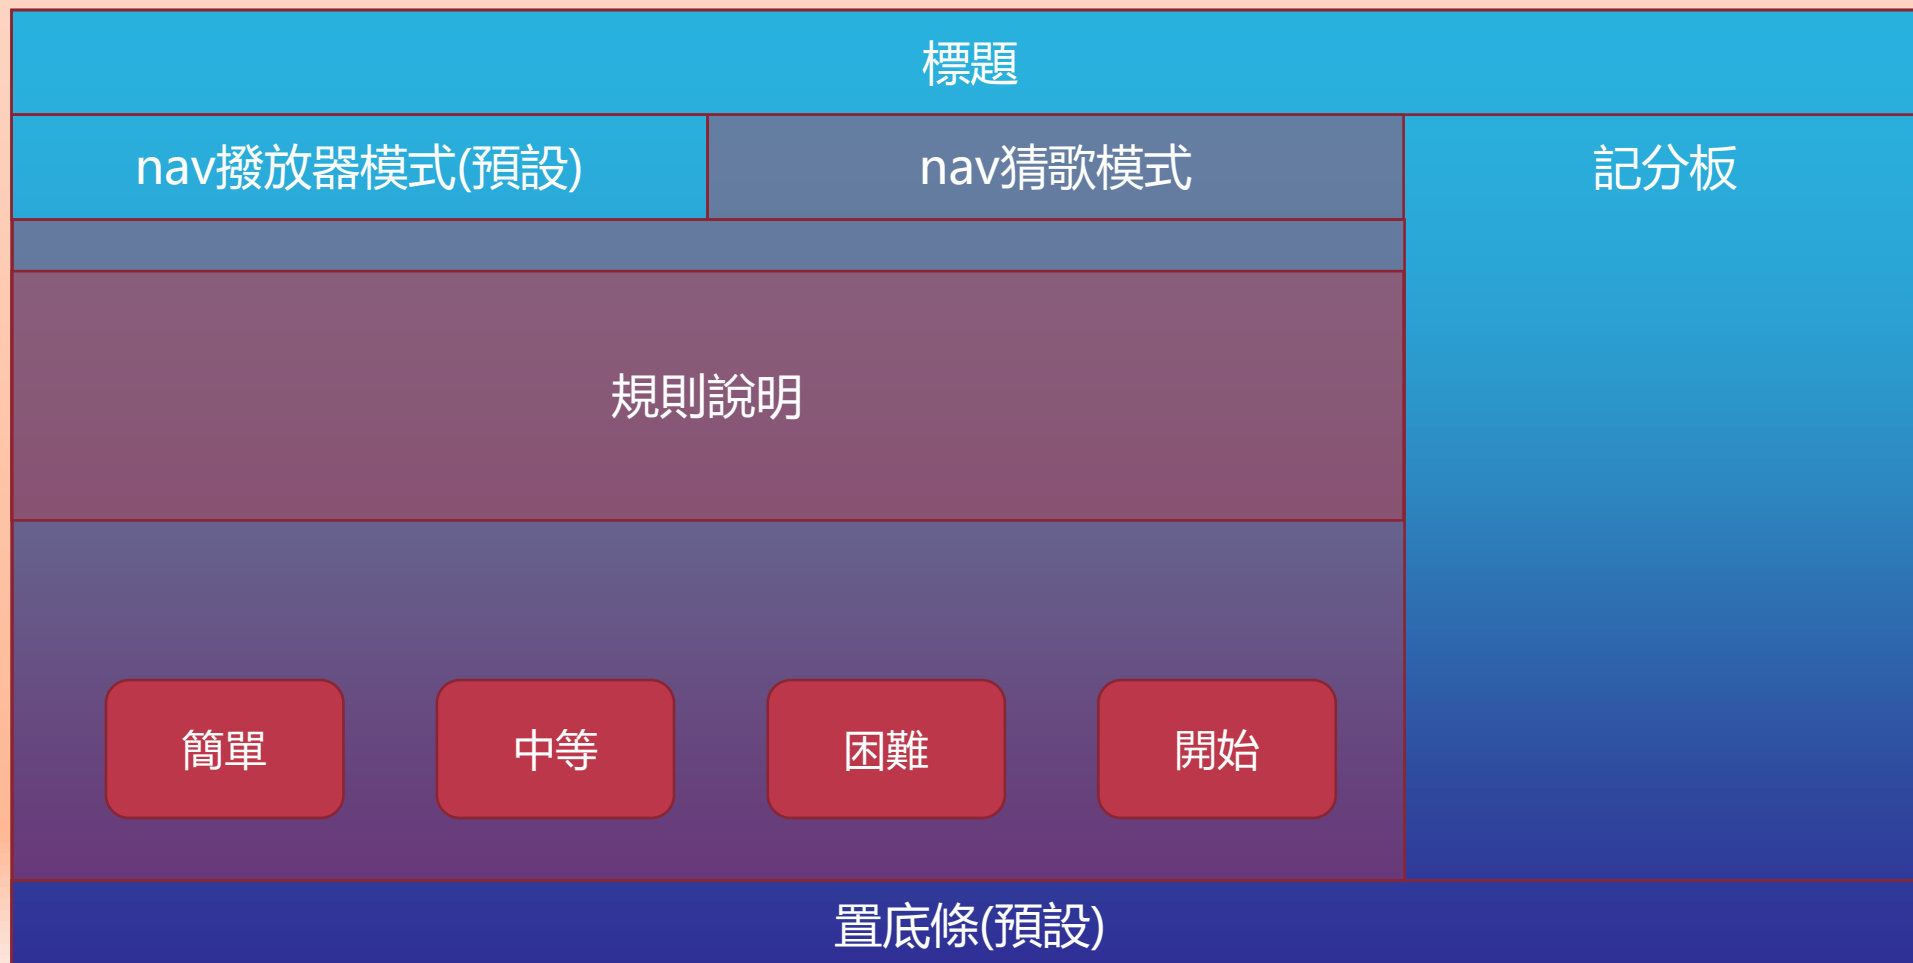 標題
nav撥放器模式(預設)
nav猜歌模式
記分板
規則說明
簡單
中等
困難
開始
置底條(預設)